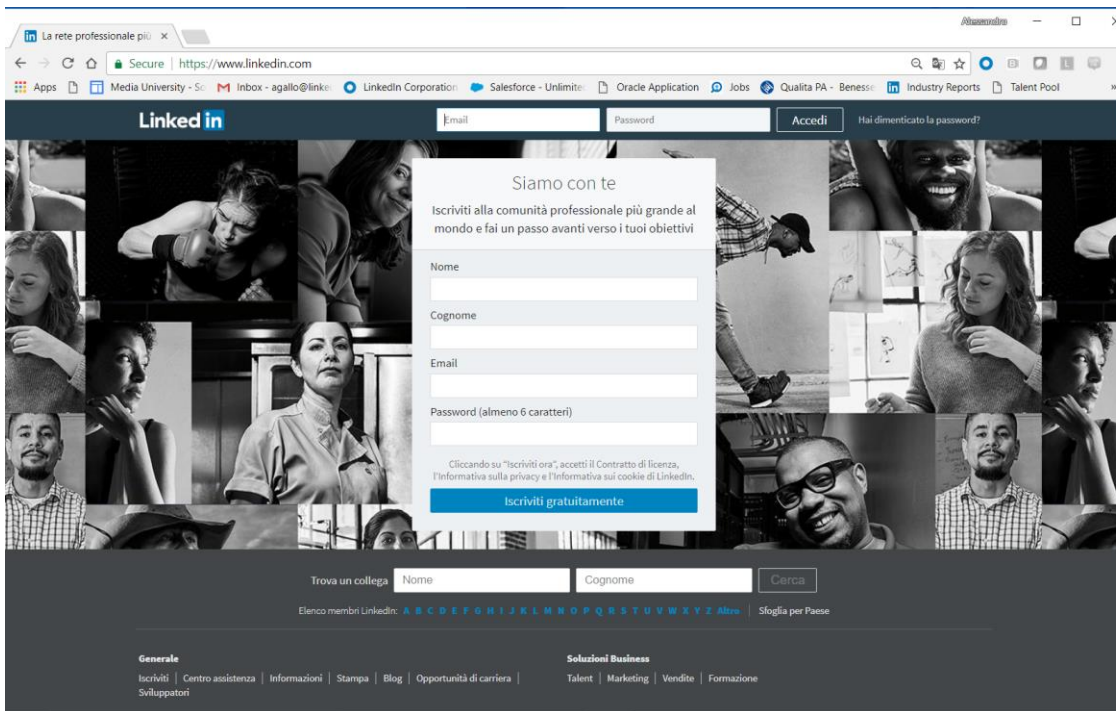 Alessandro
La rete professionale più
Secure https://www.linkedin.com
Apps Media University - Sc Inbox - agallo@linke LinkedIn Corporation Salesforce - Unlimite Oracle Application Jobs Qualita PA - Benesse Industry Reports Talent Pool »
Linked in Email Password Accedi Hai dimenticato la password?
Siamo con te
Iscriviti alla comunità professionale più grande al
mondo e fai un passo avanti verso i tuoi obiettivi
Nome
Cognome
Email
Password (almeno 6 caratteri)
Cliccando su “Iscriviti ora”, accetti il Contratto di licenza,
l’Informativa sulla privacy e l’Informativa sui cookie di LinkedIn.
Iscriviti gratuitamente
Trova un collega Nome Cognome Cerca
Elenco membri LinkedIn: A B C D E F G H I J K L M N O P Q R S T U V W X Y Z Altro | Sfoglia per Paese
Generale Soluzioni Business
Iscriviti | Centro assistenza | Informazioni | Stampa | Blog | Opportunità di carriera | Talent | Marketing | Vendite | Formazione
Sviluppatori